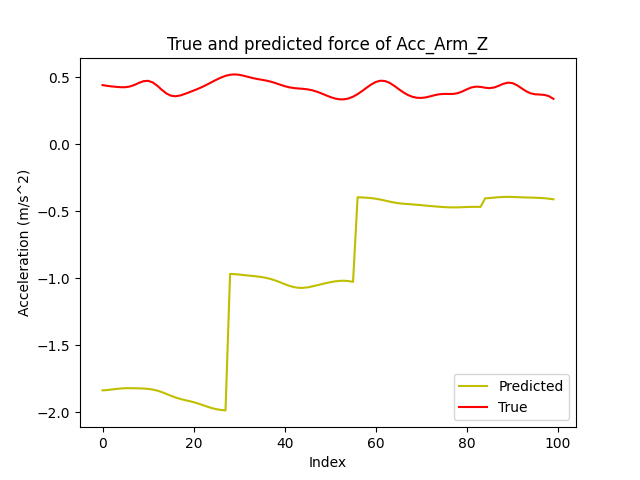 True and predicted force of Acc_Arm_Z
Acceleration (m/s^2)
0.5
0.0
−0.5
−1.0
−1.5
−2.0
0
20
40
60
80
100
Index
Predicted
True